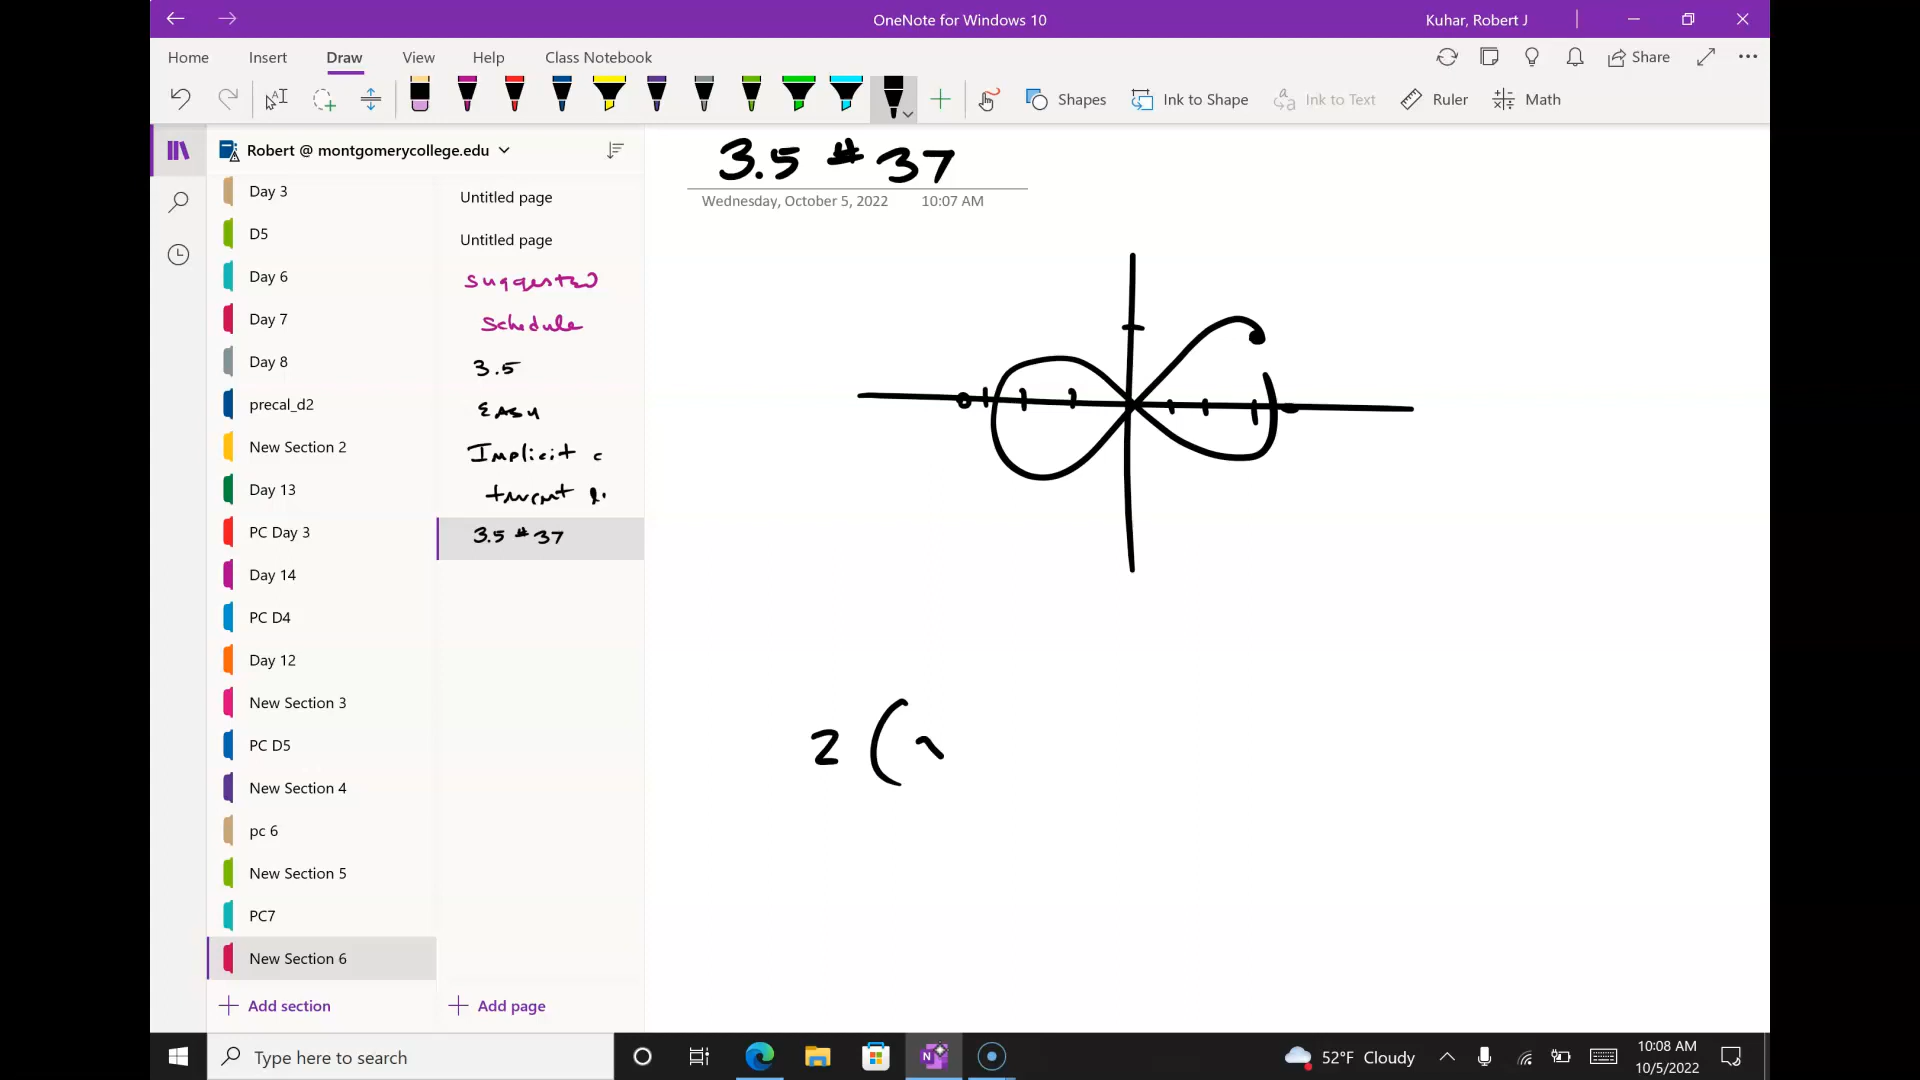 OneNote for Windows 10
Kuhar, Robert J
Home Insert Draw View Help Class Notebook
Share
Shapes Ink to Shape Ink to Text Ruler Math
Robert @ montgomerycollege.edu
Day 3
D5
Day 6
Day 7
Day 8
precal_d2
New Section 2
Day 13
PC Day 3
Day 14
PC D4
Day 12
New Section 3
PC D5
New Section 4
pc 6
New Section 5
PC7
New Section 6
Add section
Untitled page
Untitled page
suggested
schedule
3.5
EASY
Implicit
3.5 # 37
Add page
3.5 # 37
Wednesday, October 5, 2022 10:07 AM
2 (
Type here to search
52°F Cloudy
10:08 AM
10/5/2022